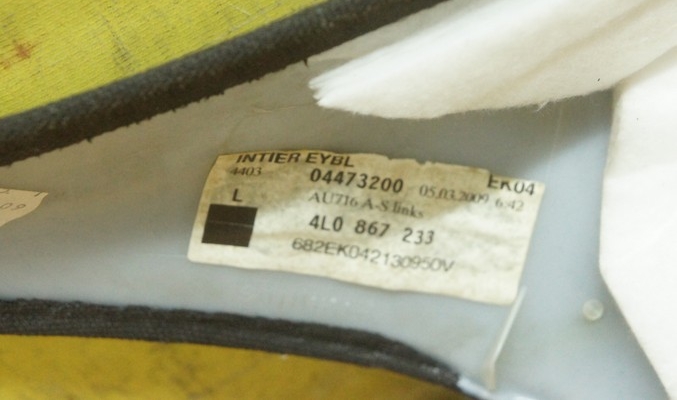 INTIER EYBL
4403 04473200 05.03.2009 6:42 EK04
L AU716 A-S links
4L0 867 233
682EK042130950V